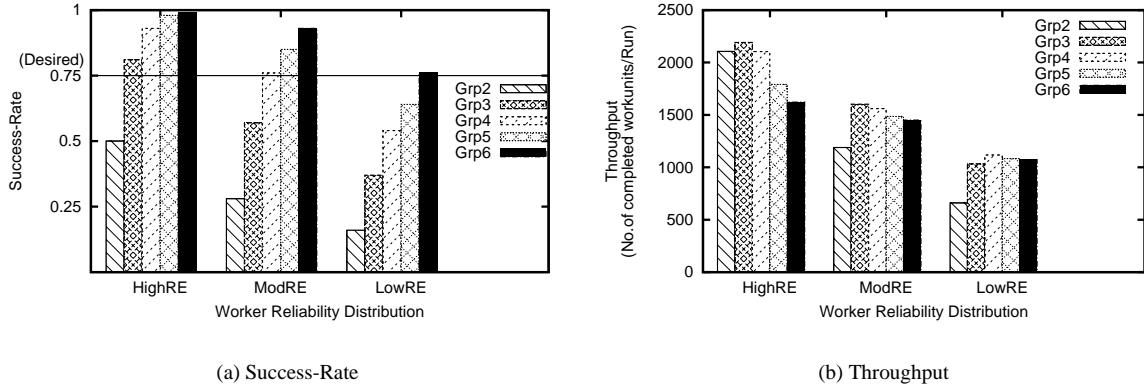 1
(Desired)
0.75
0.5
0.25
Success-Rate
Grp2
Grp3
Grp4
Grp5
Grp6
HighRE ModRE LowRE
Worker Reliability Distribution
(a) Success-Rate
2500
2000
1500
1000
500
0
Throughput
(No.of completed workunits/Run)
Grp2
Grp3
Grp4
Grp5
Grp6
HighRE ModRE LowRE
Worker Reliability Distribution
(b) Throughput